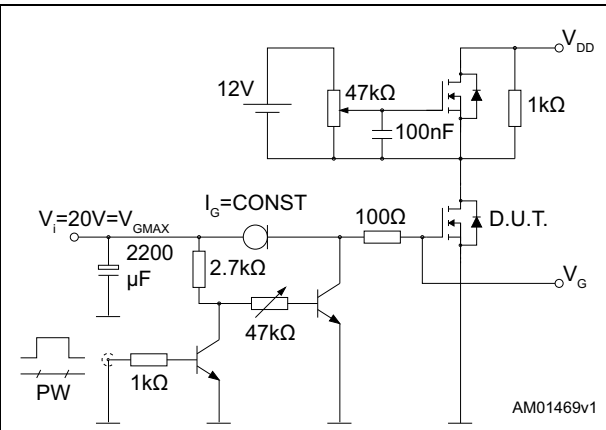 V_DD
12V
47kΩ
1kΩ
100nF
I_G=CONST
V_i=20V=V_GMAX
100Ω
D.U.T.
2200
μF
2.7kΩ
V_G
47kΩ
1kΩ
PW
AM01469v1